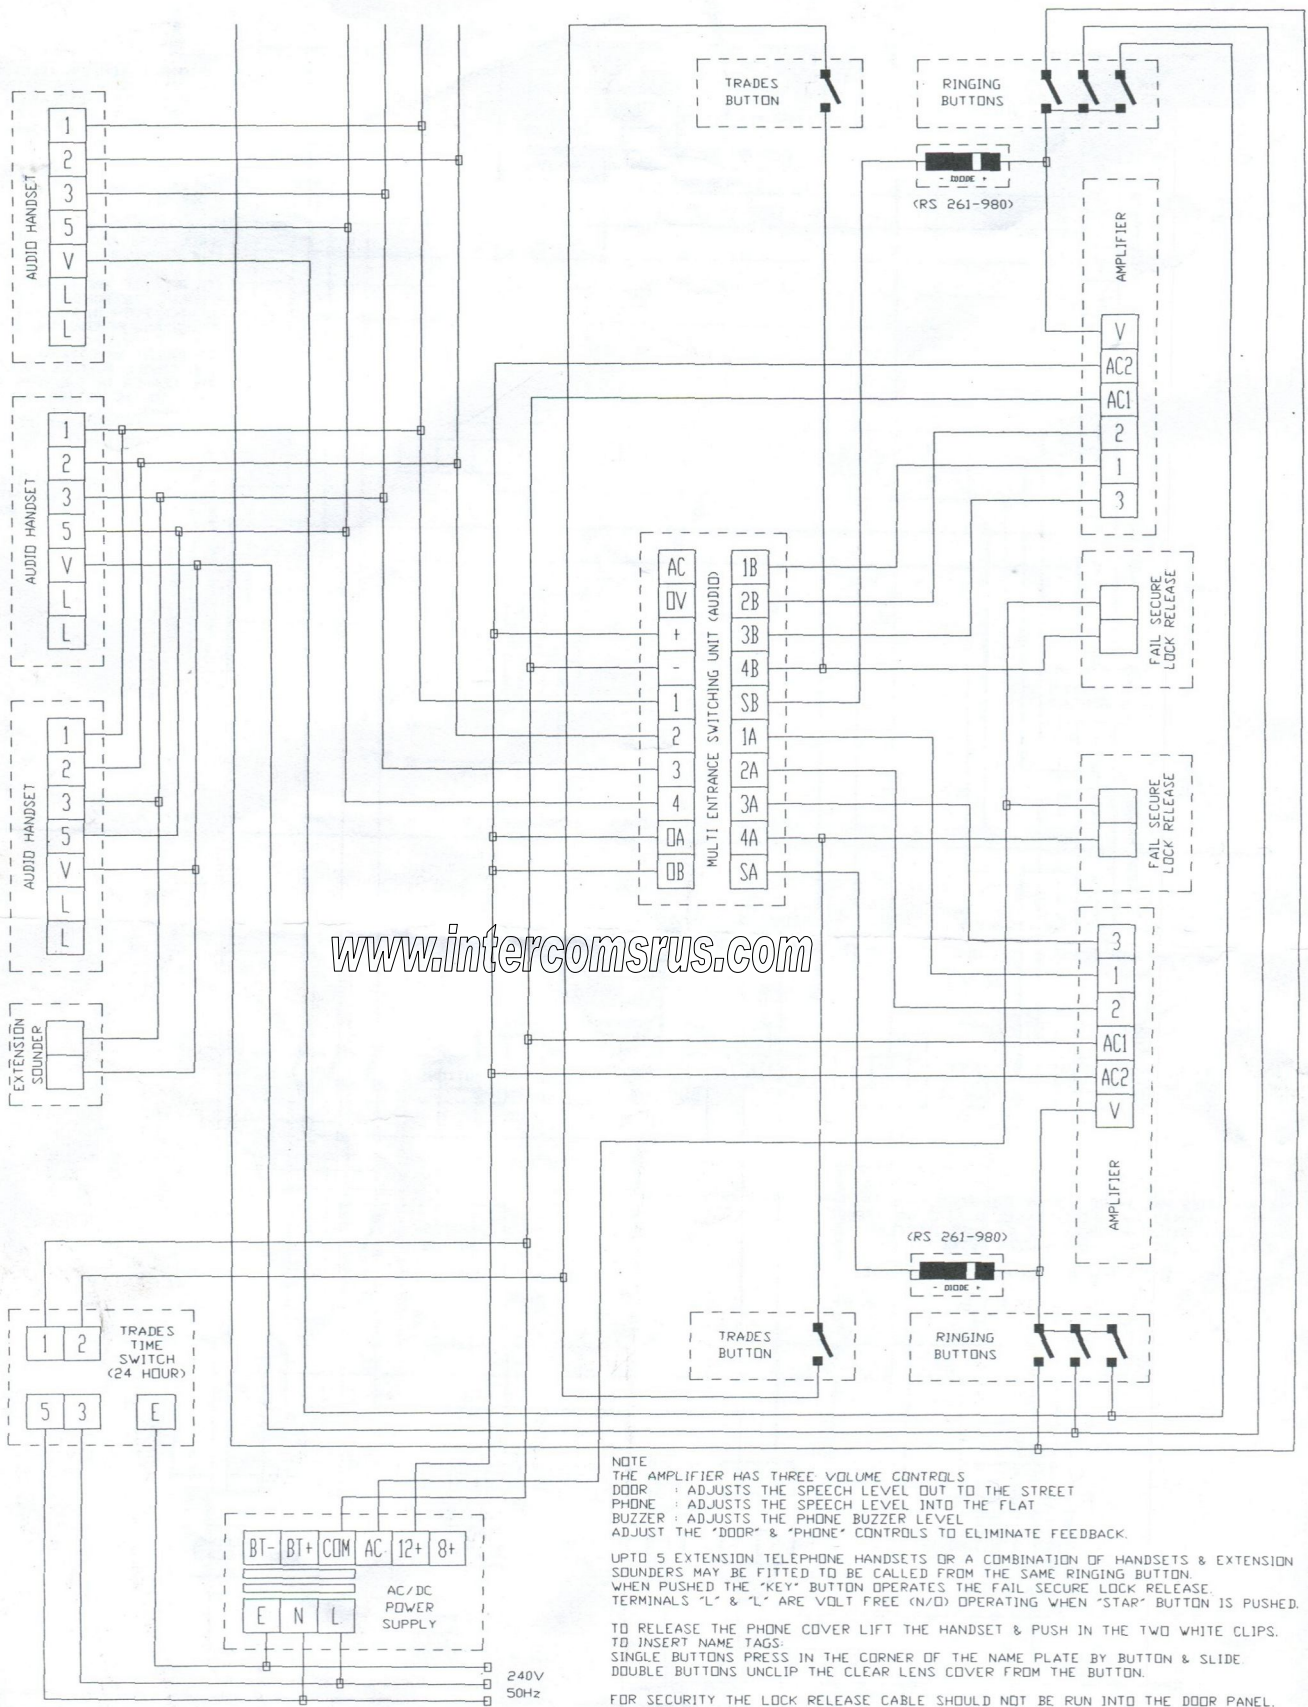 TRADES
BUTTON
RINGING
BUTTONS
- DIODE +
(RS 261-980)
AUDIO HANDSET
1
2
3
5
V
L
L
AMPLIFIER
V
AC2
AC1
2
1
3
AUDIO HANDSET
1
2
3
5
V
L
L
MULTI ENTRANCE SWITCHING UNIT (AUDIO)
AC
0V
+
-
1
2
3
4
0A
0B
1B
2B
3B
4B
SB
1A
2A
3A
4A
SA
FAIL SECURE
LOCK RELEASE
AUDIO HANDSET
1
2
3
5
V
L
L
FAIL SECURE
LOCK RELEASE
www.intercomsrus.com
3
1
2
AC1
AC2
V
AMPLIFIER
EXTENSION
SOUNDER
(RS 261-980)
- DIODE +
TRADES
BUTTON
RINGING
BUTTONS
1 2
TRADES
TIME
SWITCH
(24 HOUR)
5 3 E
BT- BT+ COM AC 12+ 8+
AC/DC
POWER
SUPPLY
E N L
240V
50Hz
NOTE
THE AMPLIFIER HAS THREE VOLUME CONTROLS
DOOR : ADJUSTS THE SPEECH LEVEL OUT TO THE STREET
PHONE : ADJUSTS THE SPEECH LEVEL INTO THE FLAT
BUZZER : ADJUSTS THE PHONE BUZZER LEVEL
ADJUST THE "DOOR" & "PHONE" CONTROLS TO ELIMINATE FEEDBACK.
UPTO 5 EXTENSION TELEPHONE HANDSETS OR A COMBINATION OF HANDSETS & EXTENSION
SOUNDERS MAY BE FITTED TO BE CALLED FROM THE SAME RINGING BUTTON.
WHEN PUSHED THE "KEY" BUTTON OPERATES THE FAIL SECURE LOCK RELEASE.
TERMINALS "L" & "L" ARE VOLT FREE (N/O) OPERATING WHEN "STAR" BUTTON IS PUSHED.
TO RELEASE THE PHONE COVER LIFT THE HANDSET & PUSH IN THE TWO WHITE CLIPS.
TO INSERT NAME TAGS:
SINGLE BUTTONS PRESS IN THE CORNER OF THE NAME PLATE BY BUTTON & SLIDE.
DOUBLE BUTTONS UNCLIP THE CLEAR LENS COVER FROM THE BUTTON.
FOR SECURITY THE LOCK RELEASE CABLE SHOULD NOT BE RUN INTO THE DOOR PANEL.